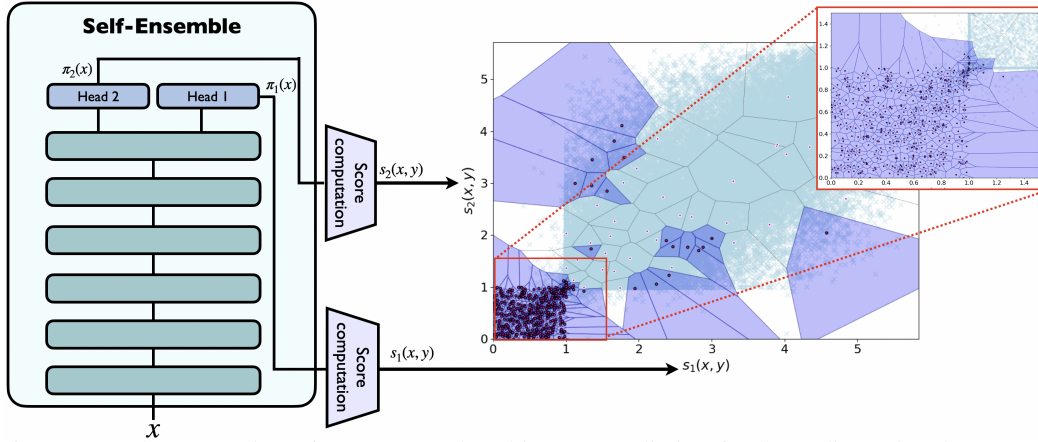 Self-Ensemble
π₂(x)
π₁(x)
Head 2
Head 1
Score
computation
s₂(x, y)
Score
computation
s₁(x, y)
x
s₂(x, y)
5
4
3
2
1
0
0
1
2
3
4
5
s₁(x, y)
1.4
1.2
1.0
0.8
0.6
0.4
0.2
0.0
0.0
0.2
0.4
0.6
0.8
1.0
1.2
1.4